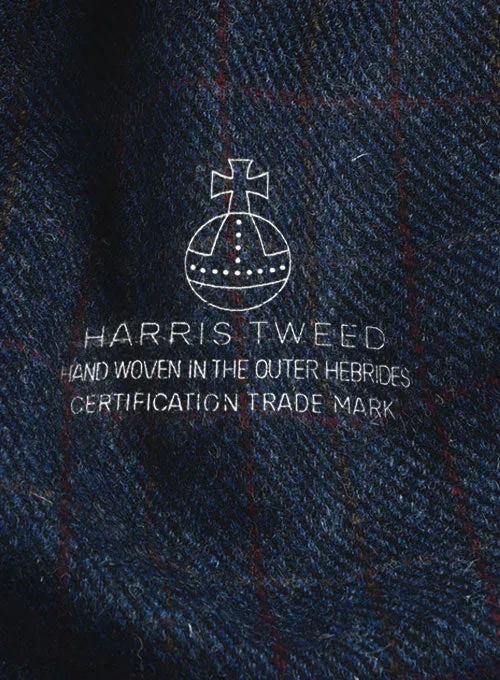 HARRIS TWEED
HAND WOVEN IN THE OUTER HEBRIDES
CERTIFICATION TRADE MARK